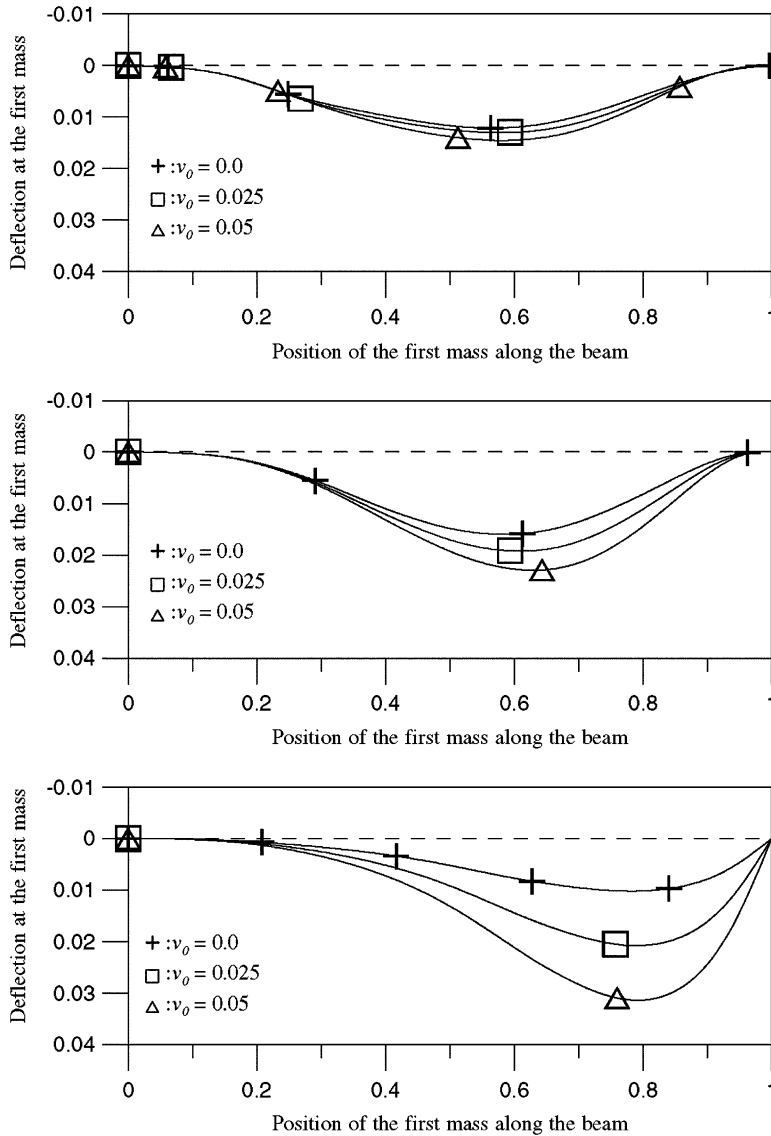 -0.01
0
0.01
0.02
0.03
0.04
Deflection at the first mass
+ :v₀ = 0.0
□ :v₀ = 0.025
△ :v₀ = 0.05
0 0.2 0.4 0.6 0.8 1
Position of the first mass along the beam
-0.01
0
0.01
0.02
0.03
0.04
Deflection at the first mass
+ :v₀ = 0.0
□ :v₀ = 0.025
△ :v₀ = 0.05
0 0.2 0.4 0.6 0.8 1
Position of the first mass along the beam
-0.01
0
0.01
0.02
0.03
0.04
Deflection at the first mass
+ :v₀ = 0.0
□ :v₀ = 0.025
△ :v₀ = 0.05
0 0.2 0.4 0.6 0.8 1
Position of the first mass along the beam